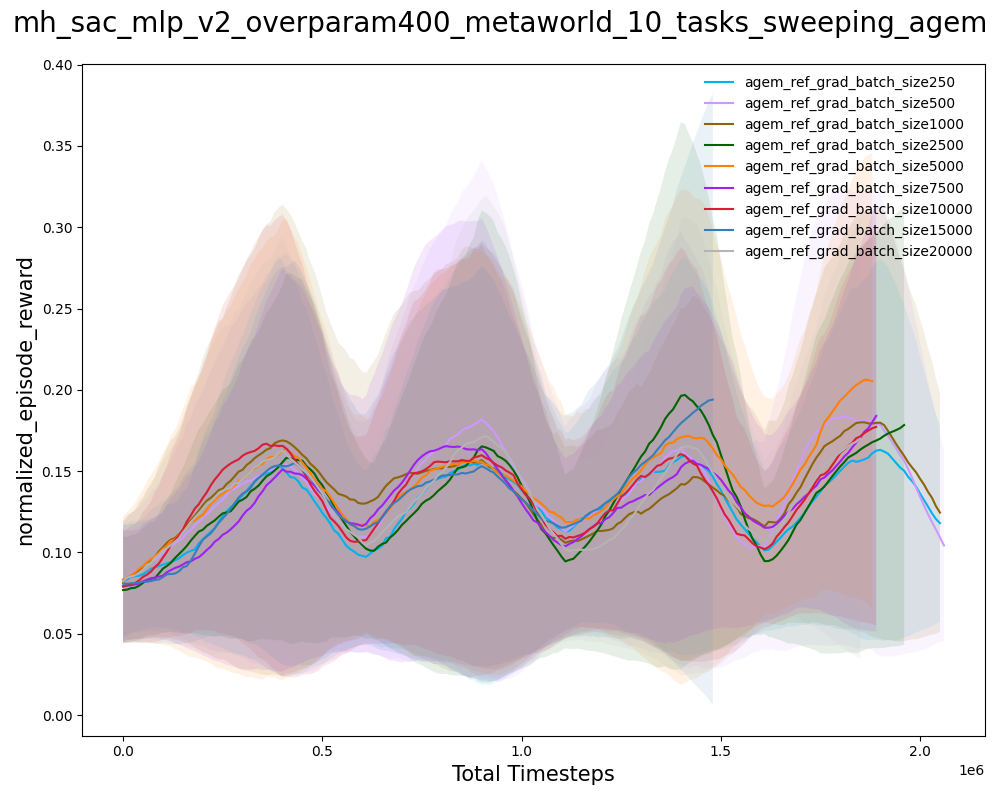 mh_sac_mlp_v2_overparam400_metaworld_10_tasks_sweeping_agem
0.40
0.35
0.30
0.25
0.20
0.15
0.10
0.05
0.00
normalized_episode_reward
agem_ref_grad_batch_size250
agem_ref_grad_batch_size500
agem_ref_grad_batch_size1000
agem_ref_grad_batch_size2500
agem_ref_grad_batch_size5000
agem_ref_grad_batch_size7500
agem_ref_grad_batch_size10000
agem_ref_grad_batch_size15000
agem_ref_grad_batch_size20000
0.0 0.5 1.0 1.5 2.0
1e6
Total Timesteps